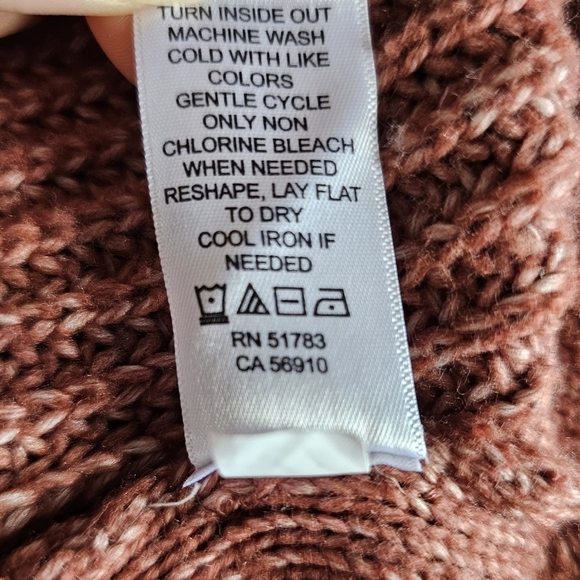 TURN INSIDE OUT
MACHINE WASH
COLD WITH LIKE
COLORS
GENTLE CYCLE
ONLY NON
CHLORINE BLEACH
WHEN NEEDED
RESHAPE, LAY FLAT
TO DRY
COOL IRON IF
NEEDED
RN 51783
CA 56910